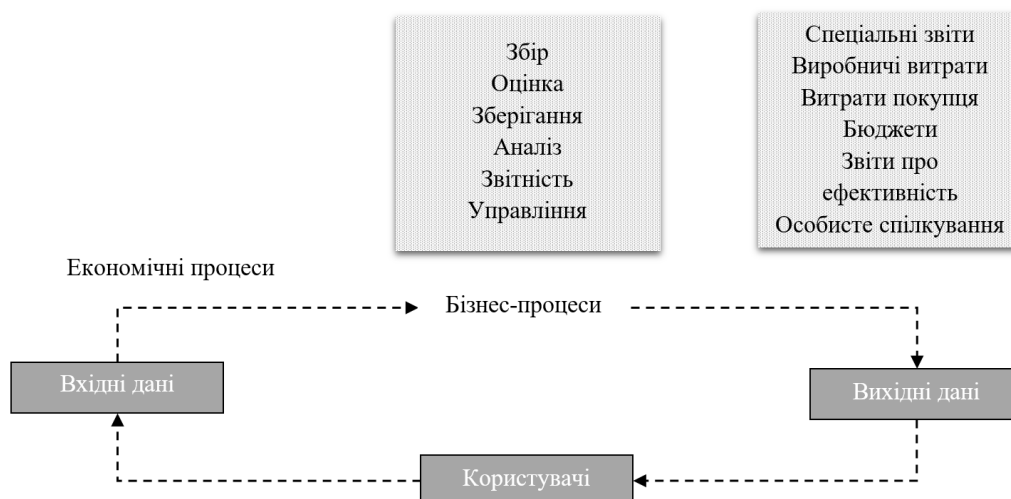 Збір
Оцінка
Зберігання
Аналіз
Звітність
Управління
Спеціальні звіти
Виробничі витрати
Витрати покупця
Бюджети
Звіти про
ефективність
Особисте спілкування
Економічні процеси
Бізнес-процеси
Вхідні дані
Вихідні дані
Користувачі